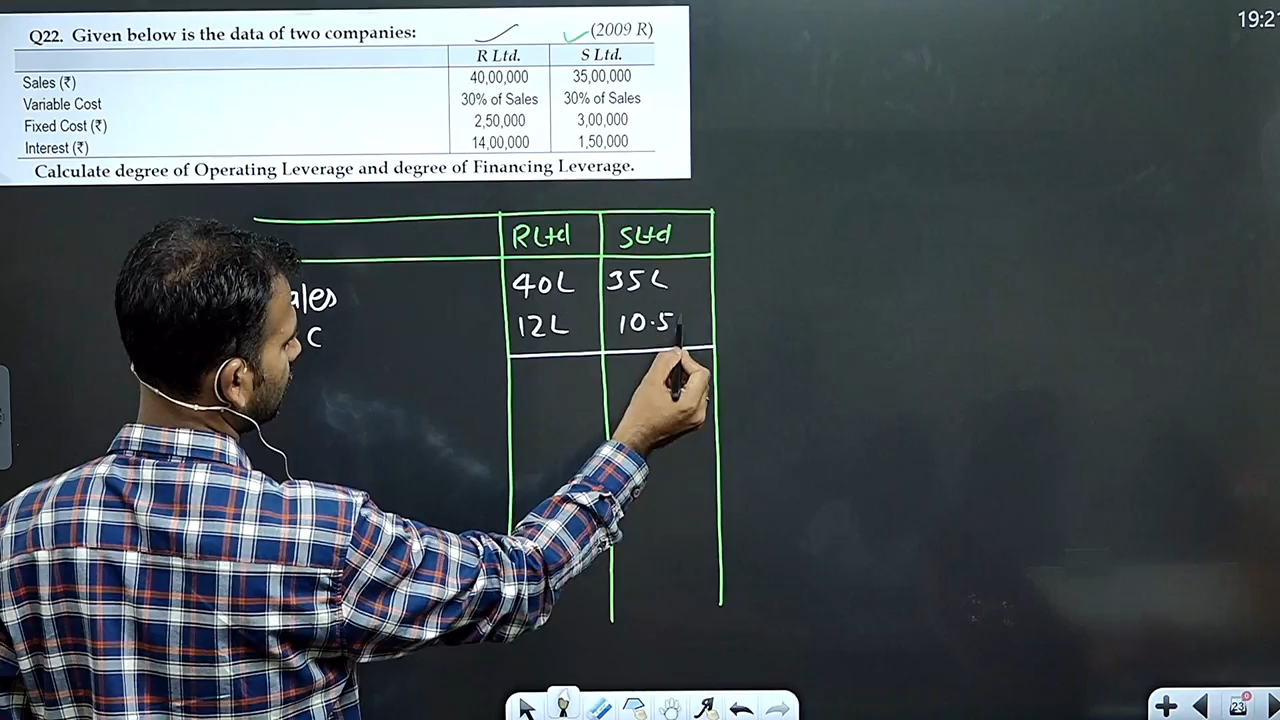 19:2
Q22. Given below is the data of two companies: (2009 R)
R Ltd. S Ltd.
Sales (₹) 40,00,000 35,00,000
Variable Cost 30% of Sales 30% of Sales
Fixed Cost (₹) 2,50,000 3,00,000
Interest (₹) 14,00,000 1,50,000
Calculate degree of Operating Leverage and degree of Financing Leverage.
R Ltd S Ltd
ales 40L 35L
C 12L 10.5
23